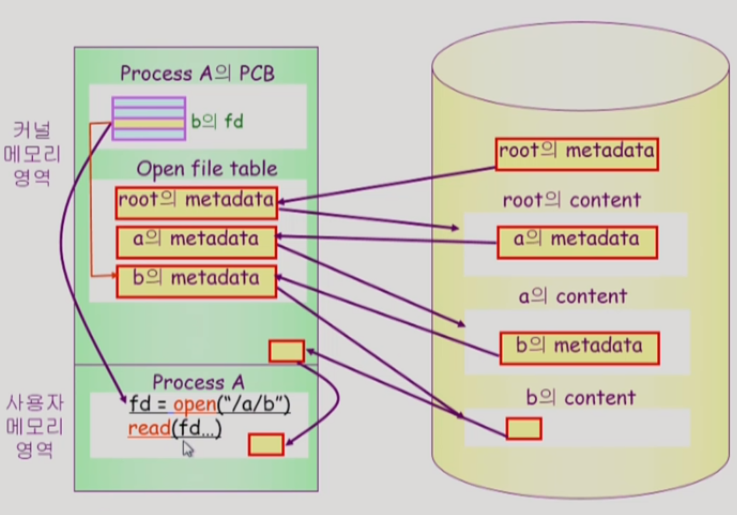 Process A의 PCB
b의 fd
커널
메모리
영역
Open file table
root의 metadata
a의 metadata
b의 metadata
Process A
fd = open("/a/b")
read(fd...)
사용자
메모리
영역
root의 metadata
root의 content
a의 metadata
a의 content
b의 metadata
b의 content